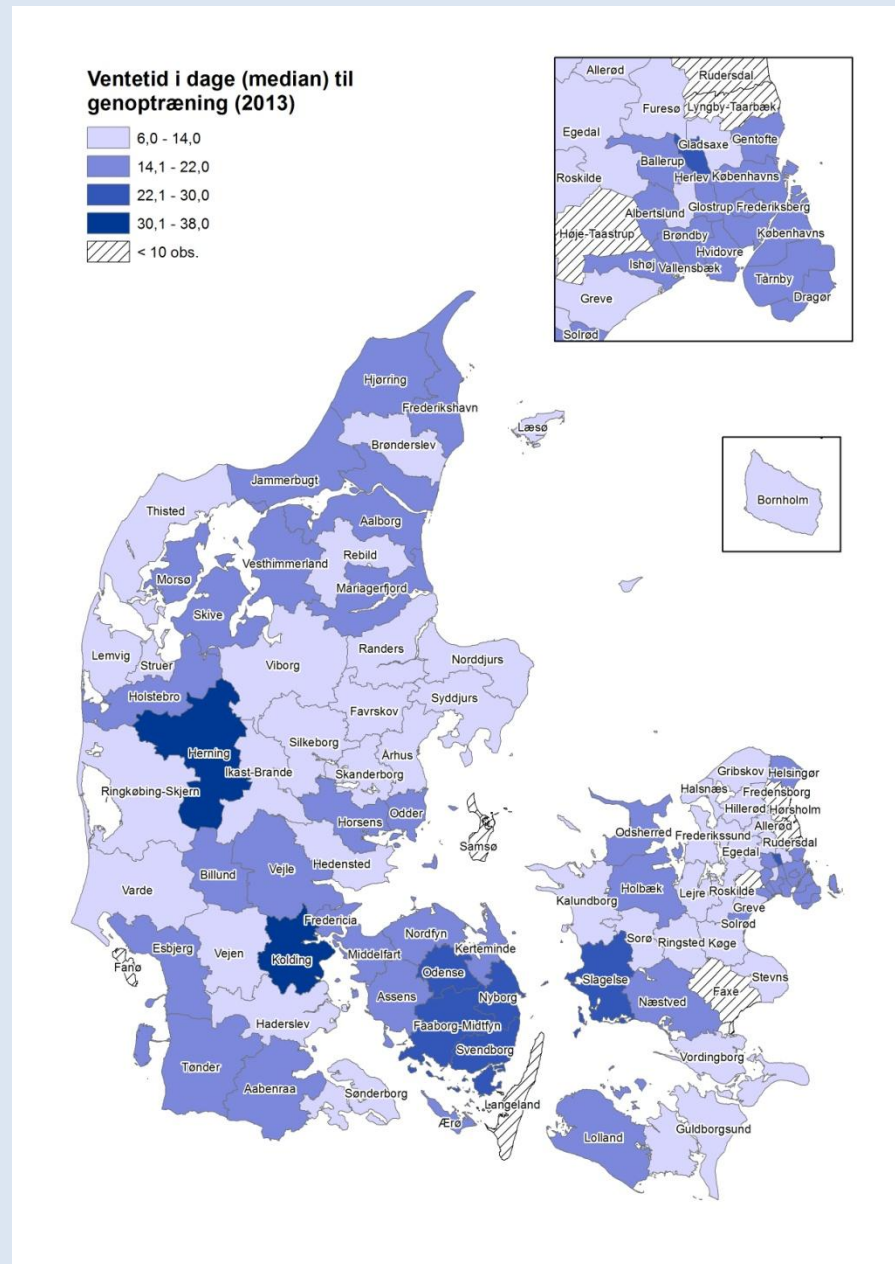 Ventetid i dage (median) til
genoptræning (2013)
6,0 - 14,0
14,1 - 22,0
22,1 - 30,0
30,1 - 38,0
< 10 obs.
Allerød
Rudersdal
Furesø
Lyngby-Taarbæk
Egedal
Gladsaxe
Gentofte
Ballerup
Roskilde
Herlev
Københavns
Albertslund
Glostrup
Frederiksberg
Høje-Taastrup
Brøndby
Københavns
Hvidovre
Ishøj
Vallensbæk
Tårnby
Greve
Dragør
Solrød
Hjørring
Frederikshavn
Læsø
Brønderslev
Jammerbugt
Bornholm
Thisted
Aalborg
Rebild
Vesthimmerland
Morsø
Mariagerfjord
Skive
Randers
Lemvig
Struer
Viborg
Norddjurs
Holstebro
Syddjurs
Favrskov
Silkeborg
Herning
Århus
Ikast-Brande
Skanderborg
Ringkøbing-Skjern
Horsens
Odder
Samsø
Hedensted
Billund
Vejle
Varde
Fredericia
Esbjerg
Vejen
Kolding
Middelfart
Nordfyn
Kerteminde
Fanø
Odense
Assens
Nyborg
Haderslev
Faaborg-Midtfyn
Svendborg
Tønder
Aabenraa
Sønderborg
Langeland
Ærø
Gribskov
Helsingør
Halsnæs
Fredensborg
Hillerød
Hørsholm
Odsherred
Frederikssund
Allerød
Rudersdal
Egedal
Holbæk
Kalundborg
Lejre
Roskilde
Greve
Solrød
Sorø
Ringsted
Køge
Slagelse
Stevns
Næstved
Faxe
Vordingborg
Guldborgsund
Lolland